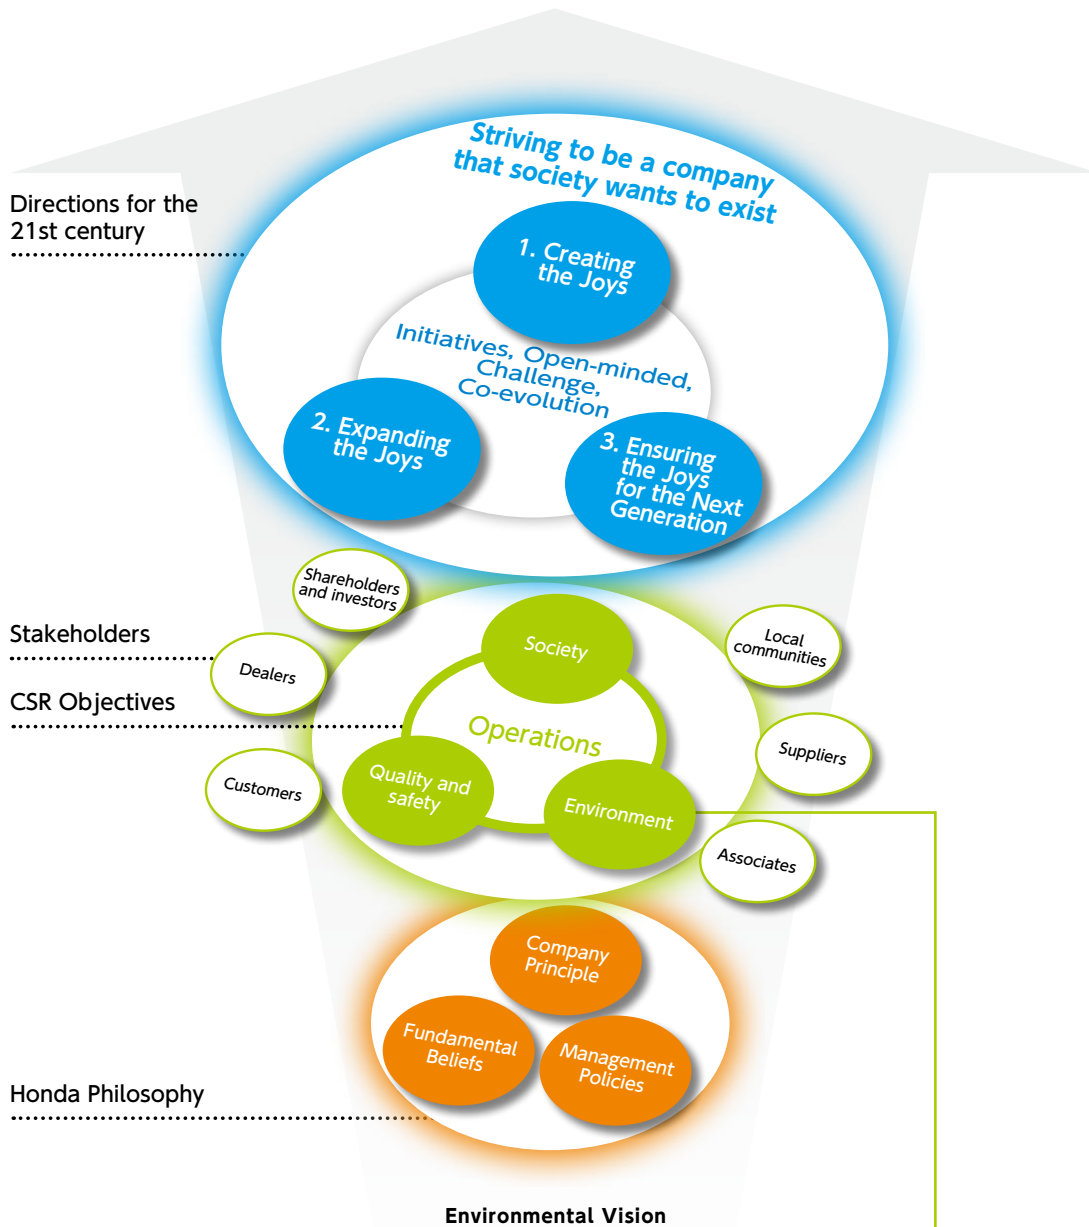 Striving to be a company
that society wants to exist
Directions for the
21st century
1. Creating
the Joys
Initiatives, Open-minded,
Challenge,
Co-evolution
2. Expanding
the Joys
3. Ensuring
the Joys
for the Next
Generation
Shareholders
and investors
Stakeholders
Society
Local
communities
Dealers
CSR Objectives
Operations
Suppliers
Customers
Quality and
safety
Environment
Associates
Company
Principle
Fundamental
Beliefs
Management
Policies
Honda Philosophy
Environmental Vision